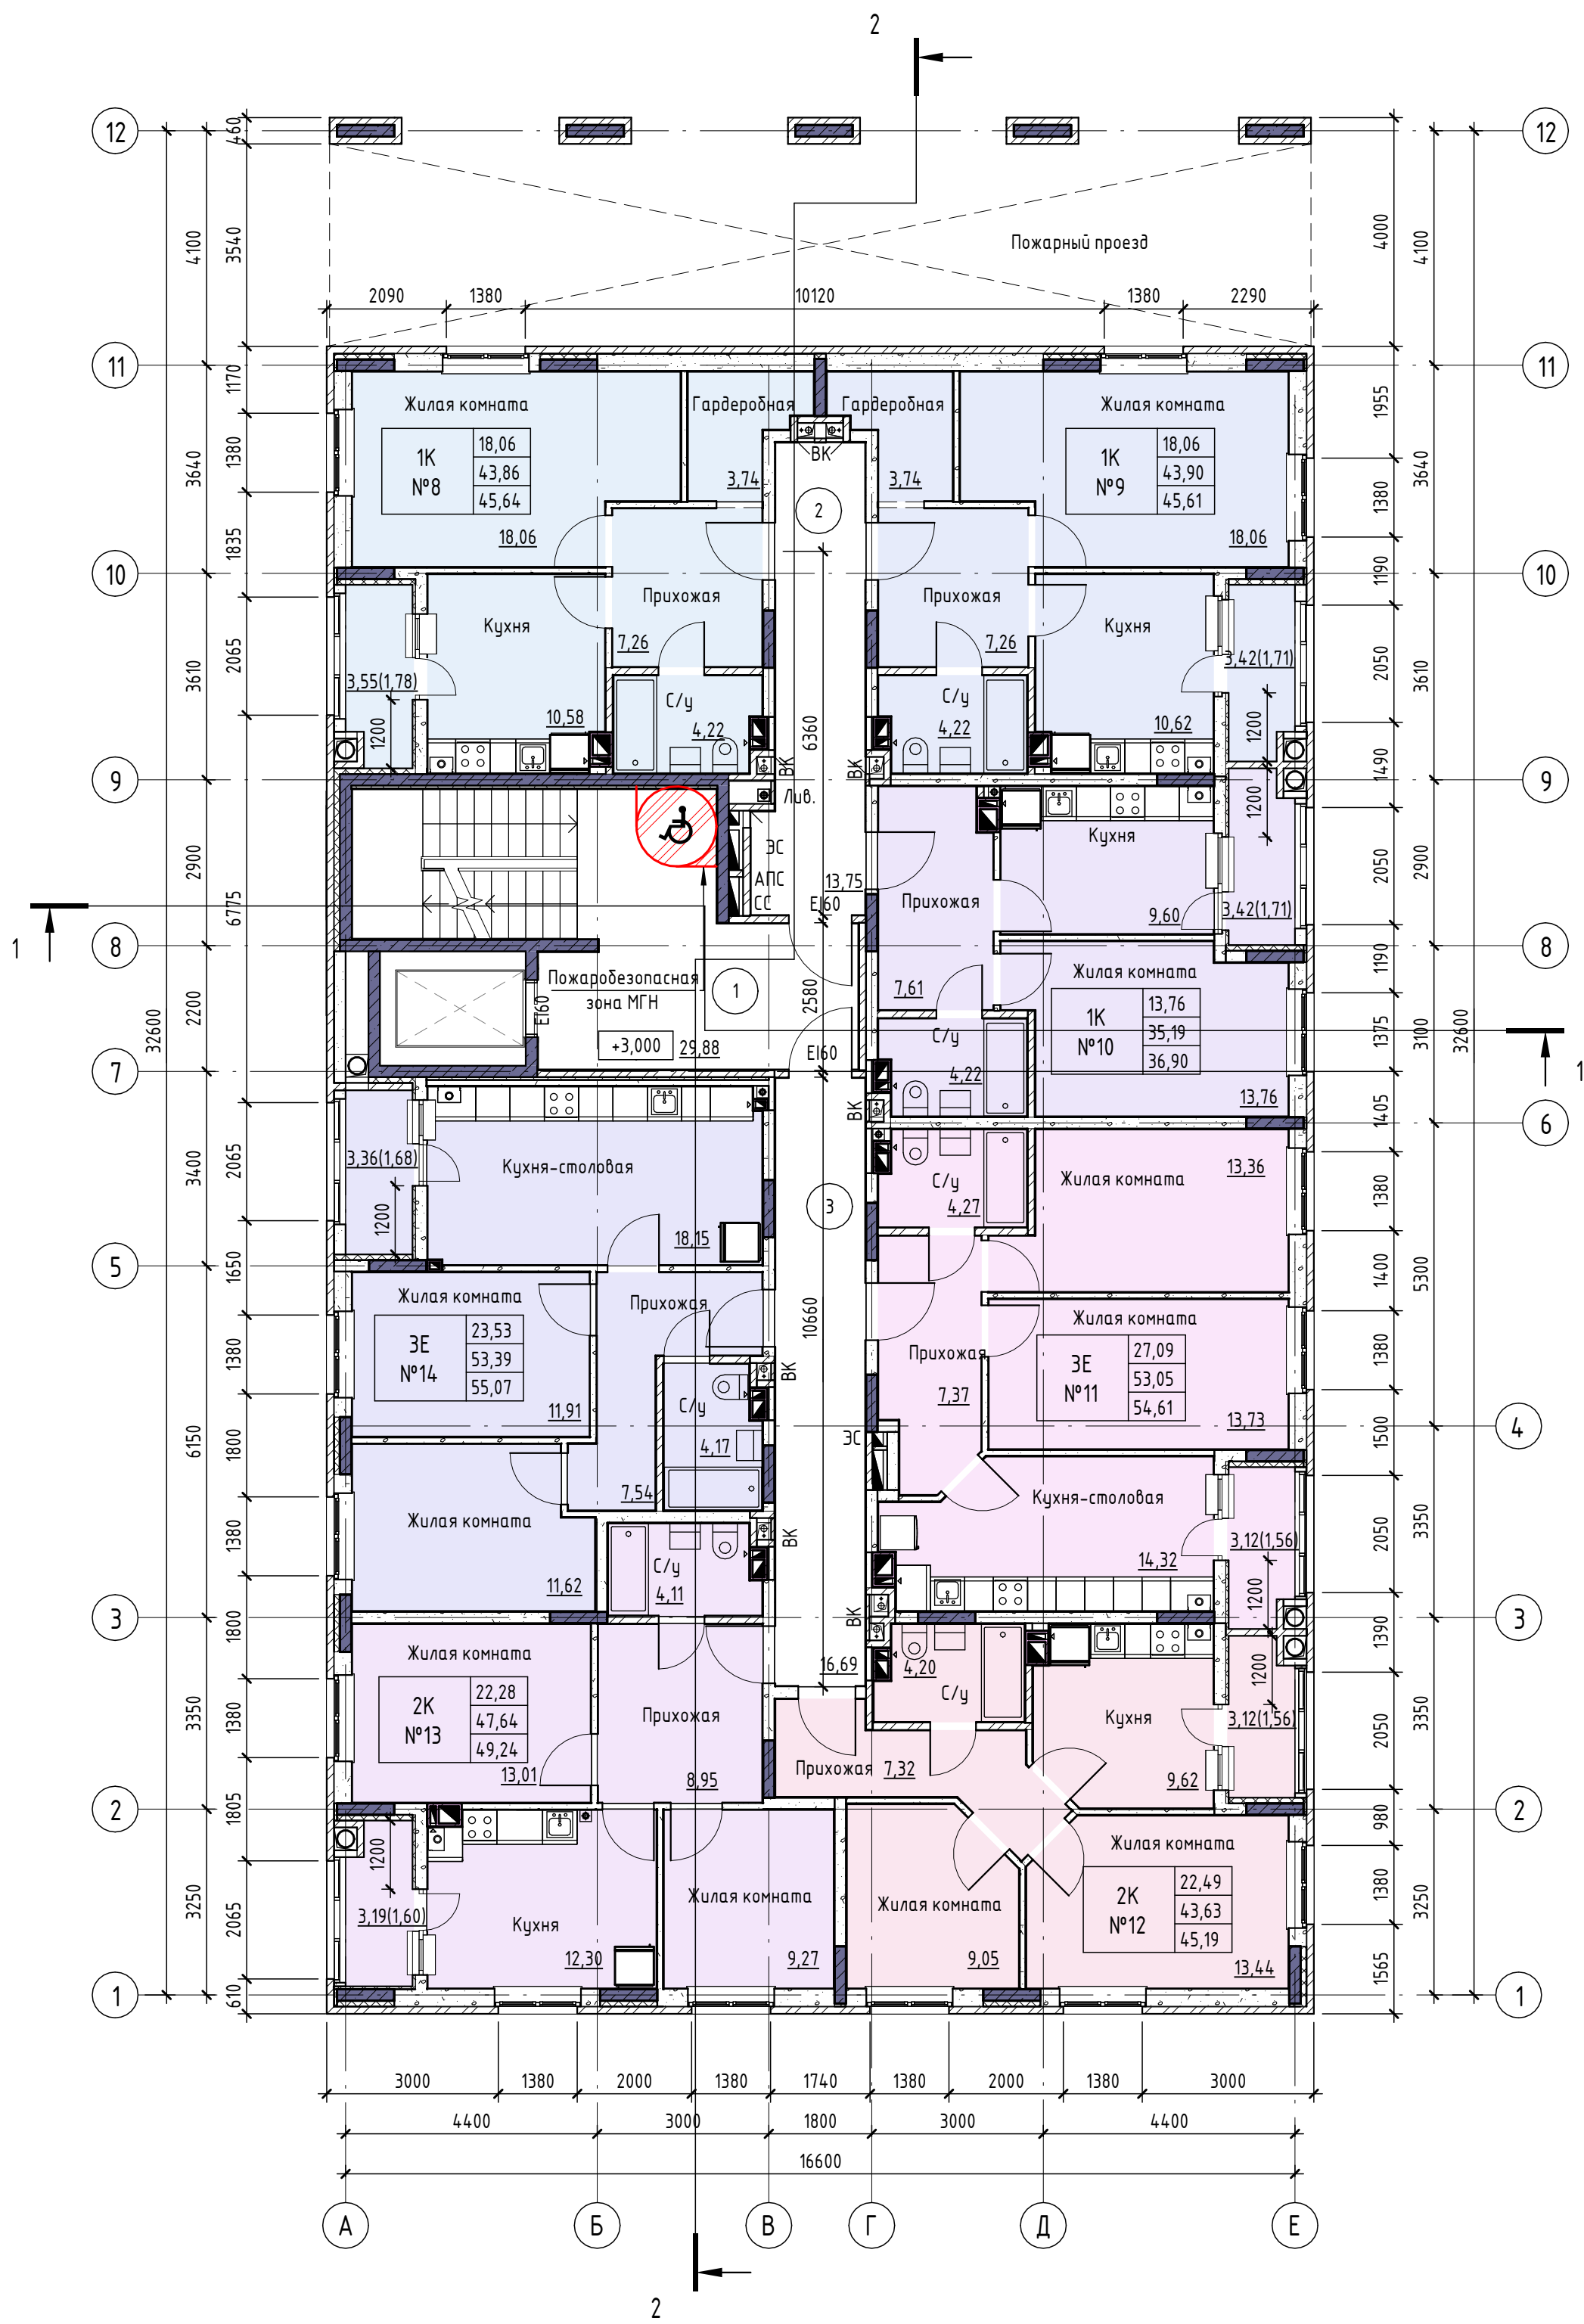 2
12
12
460
4100
3540
4000
4100
Пожарный проезд
2090
1380
10120
1380
2290
11
11
1170
1955
Жилая комната
Гардеробная
Гардеробная
Жилая комната
1К
№8
18,06
43,86
45,64
1К
№9
18,06
43,90
45,61
ВК
3,74
3,74
2
18,06
18,06
3640
1380
1835
1380
3640
10
10
1190
Прихожая
Прихожая
Кухня
Кухня
7,26
7,26
3,55(1,78)
3,42(1,71)
2065
3610
2050
3610
С/у
С/у
10,58
4,22
4,22
10,62
1200
1200
6360
ВК
ВК
9
9
1490
Лив.
1200
Кухня
ЭС
АПС
СС
13,75
EI60
Прихожая
9,60
3,42(1,71)
2900
6775
2050
2900
1
8
8
1190
Пожаробезопасная
зона МГН
1
2580
EI60
7,61
Жилая комната
1К
№10
13,76
35,19
36,90
+3,000
29,88
EI60
С/у
4,22
13,76
32600
2200
1375
3100
32600
1
7
ВК
6
1405
3,36(1,68)
Кухня-столовая
1200
18,15
3
С/у
4,27
Жилая комната
13,36
3400
2065
1380
5
1650
1400
5300
Жилая комната
Прихожая
10660
Жилая комната
3Е
№14
23,53
53,39
55,07
Прихожая
3Е
№11
27,09
53,05
54,61
ВК
11,91
С/у
4,17
7,37
13,73
1380
1380
4
ЭС
6150
1800
1500
7,54
Жилая комната
Кухня-столовая
ВК
С/у
11,62
4,11
14,32
3,12(1,56)
1200
1380
2050
3350
3
3
ВК
1800
1390
Жилая комната
16,69
4,20
С/у
1200
2К
№13
22,28
47,64
49,24
13,01
Прихожая
8,95
Прихожая
7,32
Кухня
9,62
3,12(1,56)
3350
1380
2050
3350
2
2
1805
980
1200
3,19(1,60)
Кухня
12,30
Жилая комната
9,27
Жилая комната
9,05
Жилая комната
2К
№12
22,49
43,63
45,19
13,44
3250
2065
1380
3250
1
1
610
1565
3000
1380
2000
1380
1740
1380
2000
1380
3000
4400
3000
1800
3000
4400
16600
А
Б
В
Г
Д
Е
2